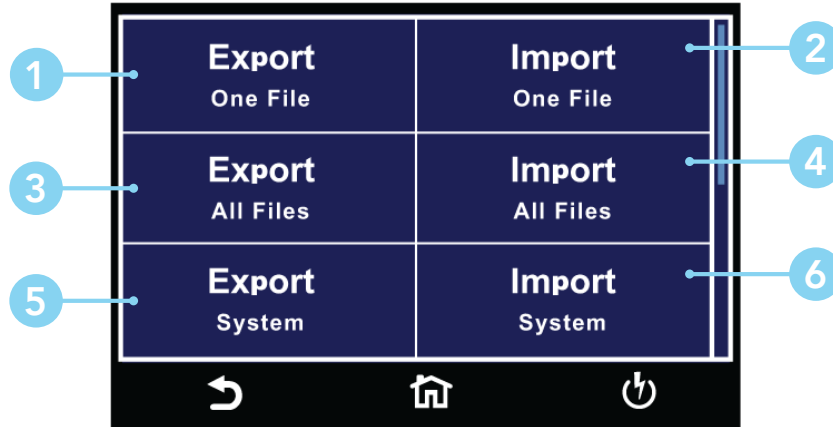 1
Export
One File
Import
One File
2
3
Export
All Files
Import
All Files
4
5
Export
System
Import
System
6